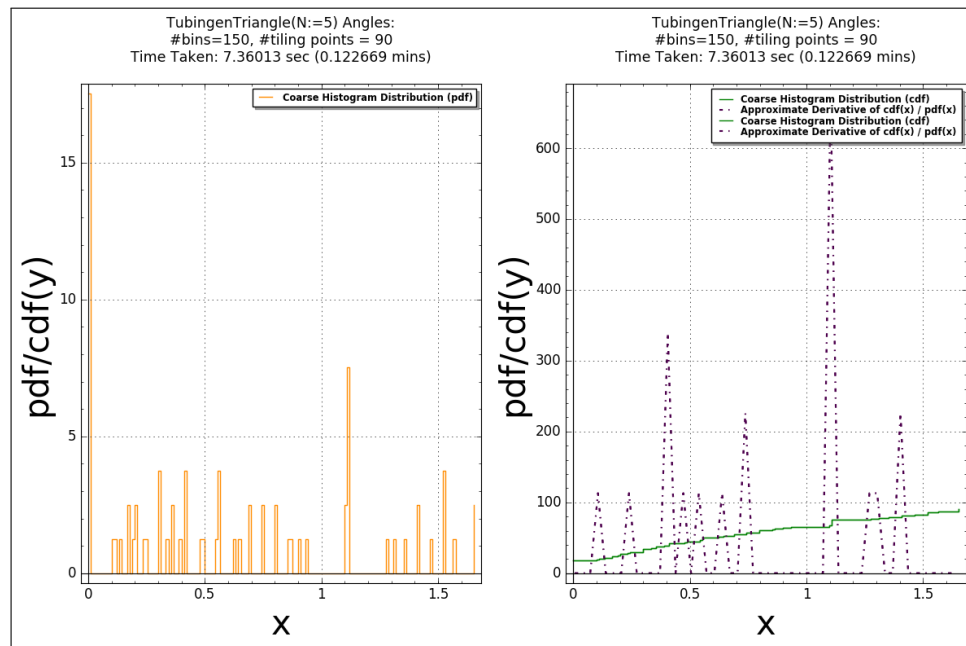 TubingenTriangle(N:=5) Angles:
#bins=150, #tiling points = 90
Time Taken: 7.36013 sec (0.122669 mins)
Coarse Histogram Distribution (pdf)
15
10
5
0
pdf/cdf(y)
0
0.5
1
1.5
x
TubingenTriangle(N:=5) Angles:
#bins=150, #tiling points = 90
Time Taken: 7.36013 sec (0.122669 mins)
Coarse Histogram Distribution (cdf)
Approximate Derivative of cdf(x) / pdf(x)
Coarse Histogram Distribution (cdf)
Approximate Derivative of cdf(x) / pdf(x)
600
500
400
300
200
100
0
pdf/cdf(y)
0
0.5
1
1.5
x